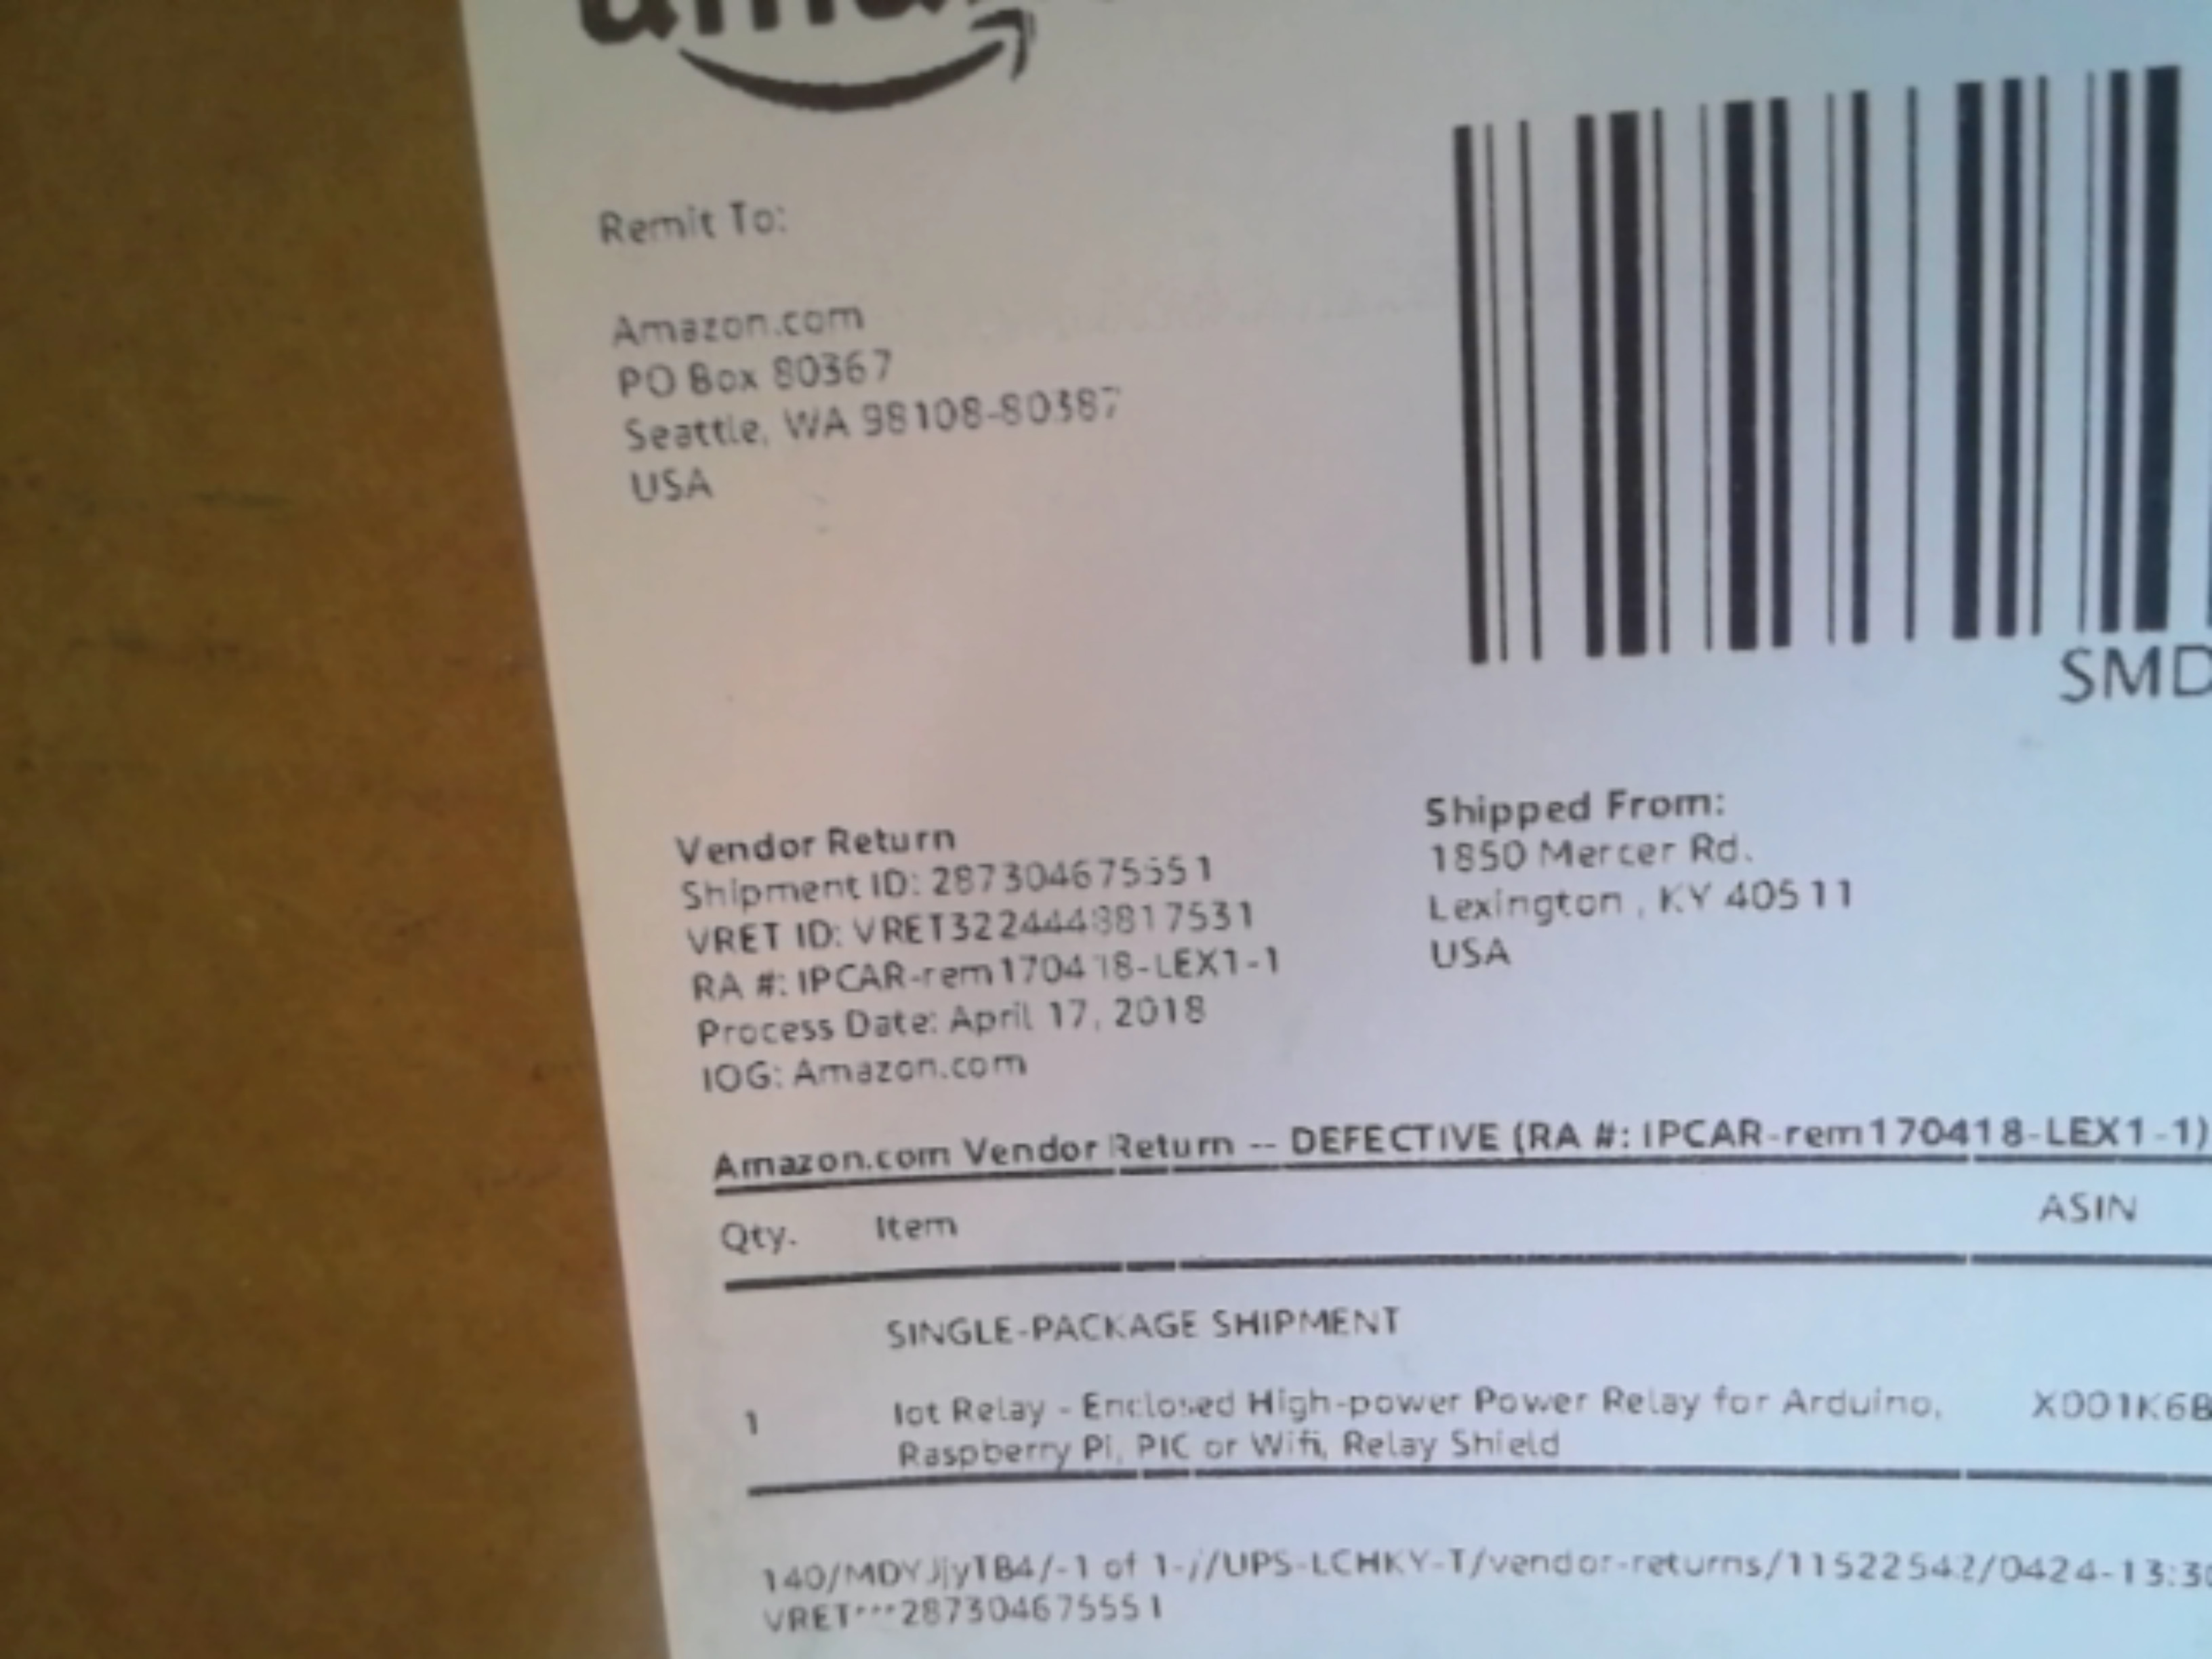 Remit To:
Amazon.com
PO Box 80367
Seattle, WA 98108-80387
USA
SMD
Vendor Return
Shipment ID: 287304675551
VRET ID: VRET3224448817531
RA #: IPCAR-rem170418-LEX1-1
Process Date: April 17, 2018
IOG: Amazon.com
Shipped From:
1850 Mercer Rd.
Lexington , KY 40511
USA
Amazon.com Vendor Return -- DEFECTIVE (RA #: IPCAR-rem170418-LEX1-1)
Qty. Item ASIN
SINGLE-PACKAGE SHIPMENT
1 Iot Relay - Enclosed High-power Power Relay for Arduino, X001K6B
Raspberry Pi, PIC or Wifi, Relay Shield
of 1-//UPS-LCHKY-T/vendor-returns/11522542/0424-13:30
VRET***287304675551